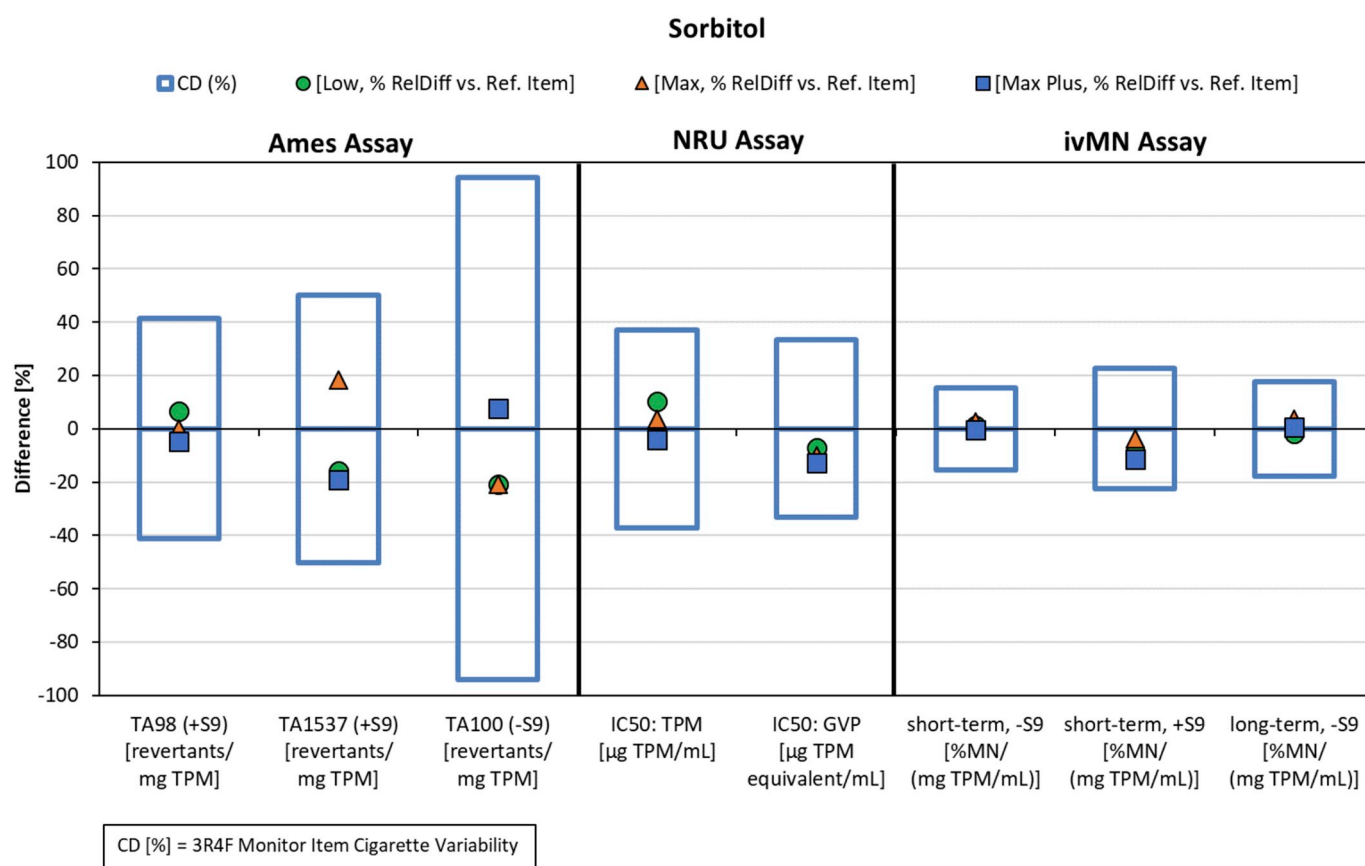 Sorbitol
CD (%)
[Low, % RelDiff vs. Ref. Item]
[Max, % RelDiff vs. Ref. Item]
[Max Plus, % RelDiff vs. Ref. Item]
Ames Assay
NRU Assay
ivMN Assay
Difference [%]
100
80
60
40
20
0
-20
-40
-60
-80
-100
TA98 (+S9)
[revertants/
mg TPM]
TA1537 (+S9)
[revertants/
mg TPM]
TA100 (-S9)
[revertants/
mg TPM]
IC50: TPM
[µg TPM/mL]
IC50: GVP
[µg TPM
equivalent/mL]
short-term, -S9
[%MN/
(mg TPM/mL)]
short-term, +S9
[%MN/
(mg TPM/mL)]
long-term, -S9
[%MN/
(mg TPM/mL)]
CD [%] = 3R4F Monitor Item Cigarette Variability